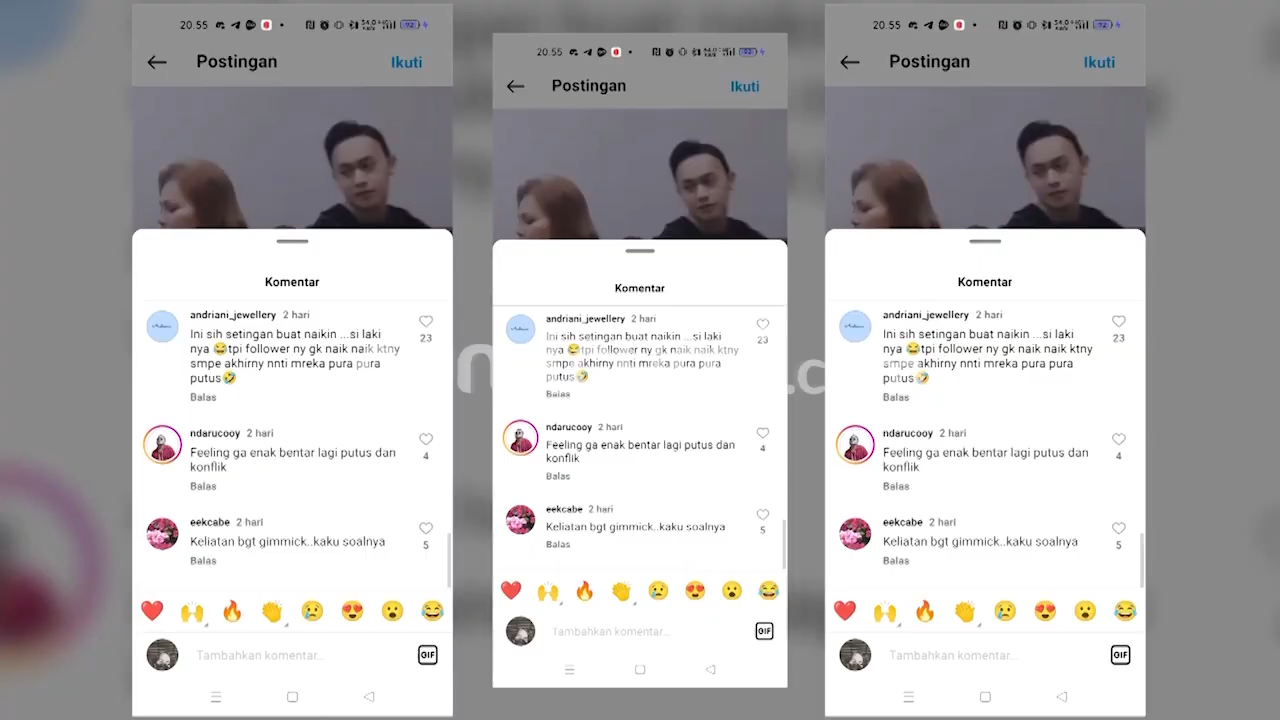 20.55
Postingan
Ikuti
Komentar
andriani_jewellery 2 hari
Ini sih setingan buat naikin ...si laki
nya 😂tpi follower ny gk naik naik ktny
smpe akhirny nnti mreka pura pura
putus🤣
23
Balas
ndarucooy 2 hari
Feeling ga enak bentar lagi putus dan
konflik
4
Balas
eekcabe 2 hari
Keliatan bgt gimmick..kaku soalnya
5
Balas
Tambahkan komentar...
GIF
20.55
Postingan
Ikuti
Komentar
andriani_jewellery 2 hari
Ini sih setingan buat naikin ...si laki
nya 😂tpi follower ny gk naik naik ktny
smpe akhirny nnti mreka pura pura
putus🤣
23
Balas
ndarucooy 2 hari
Feeling ga enak bentar lagi putus dan
konflik
4
Balas
eekcabe 2 hari
Keliatan bgt gimmick..kaku soalnya
5
Balas
Tambahkan komentar...
GIF
20.55
Postingan
Ikuti
Komentar
andriani_jewellery 2 hari
Ini sih setingan buat naikin ...si laki
nya 😂tpi follower ny gk naik naik ktny
smpe akhirny nnti mreka pura pura
putus🤣
23
Balas
ndarucooy 2 hari
Feeling ga enak bentar lagi putus dan
konflik
4
Balas
eekcabe 2 hari
Keliatan bgt gimmick..kaku soalnya
5
Balas
Tambahkan komentar...
GIF